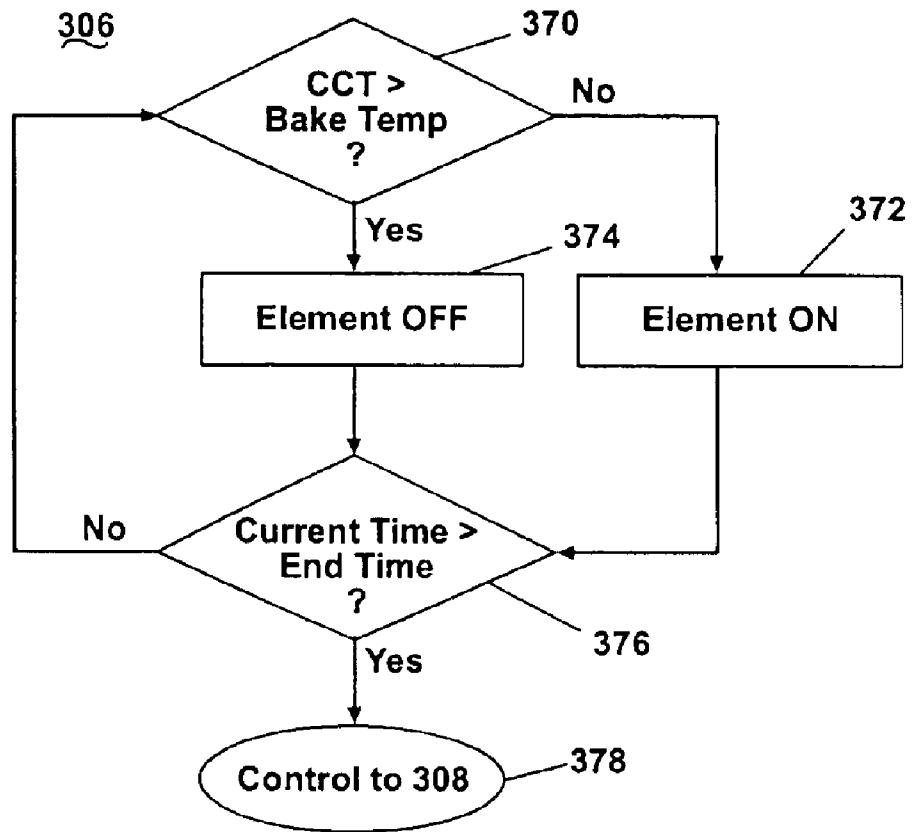 306
370
CCT >
Bake Temp
?
No
Yes
374
372
Element OFF
Element ON
No
Current Time >
End Time
?
376
Yes
Control to 308
378